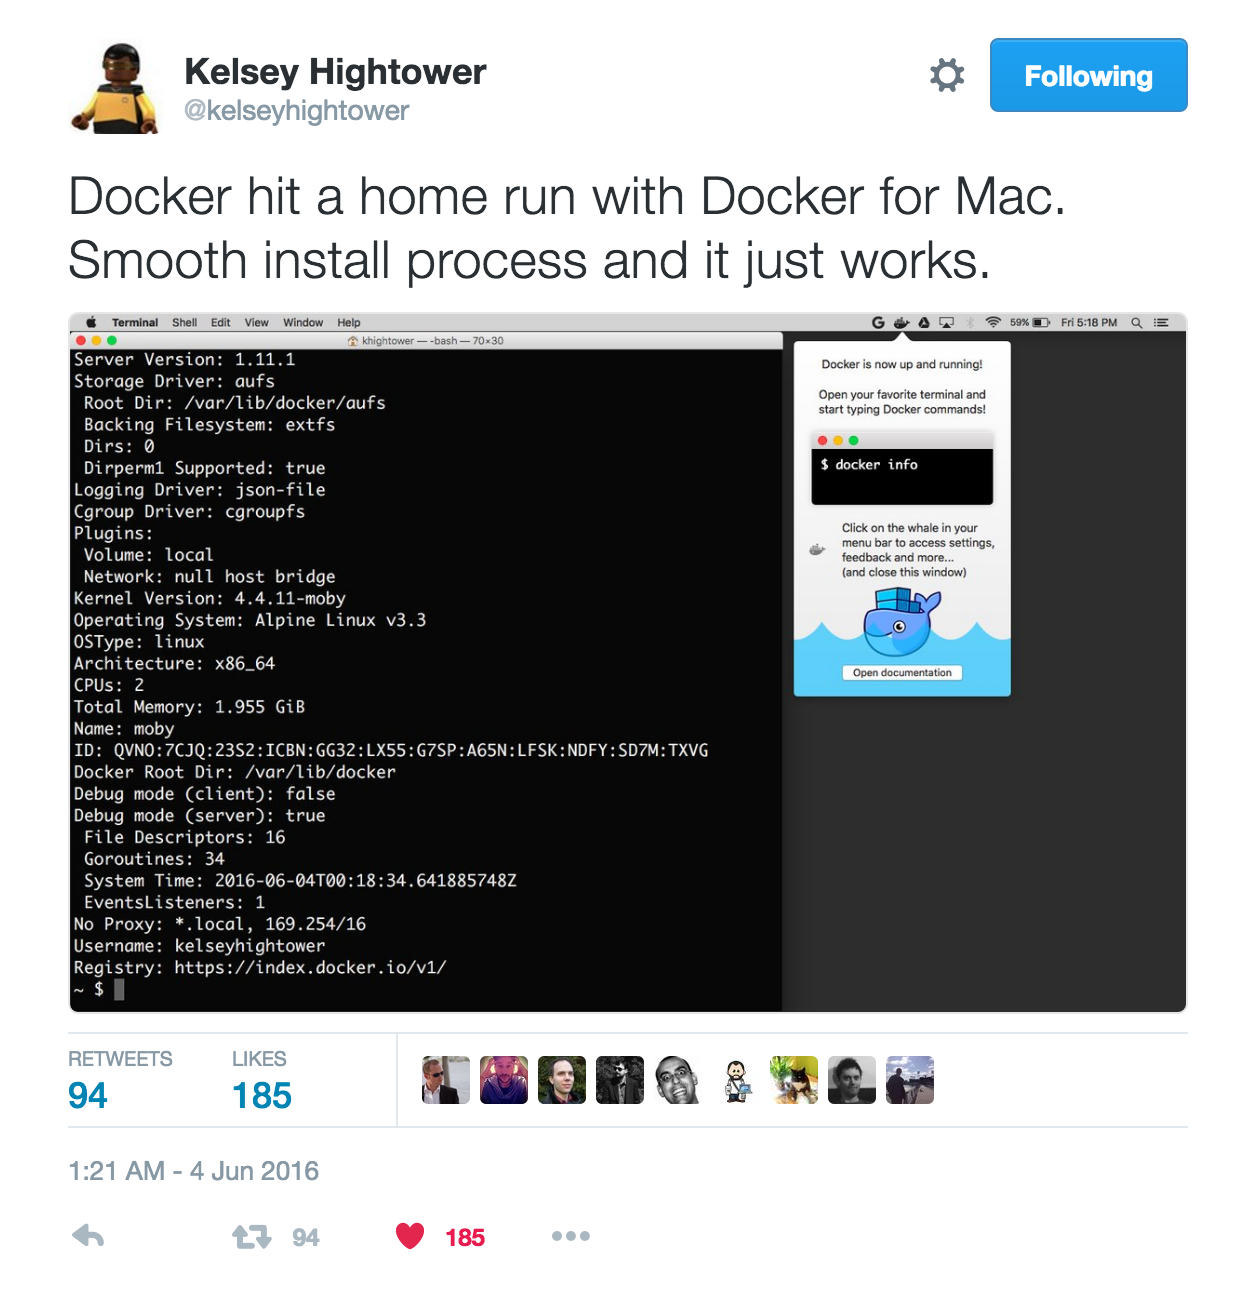 Kelsey Hightower
@kelseyhightower
Following
Docker hit a home run with Docker for Mac.
Smooth install process and it just works.
Terminal Shell Edit View Window Help
59% Fri 5:18 PM
khightower — -bash — 70×30
Server Version: 1.11.1
Storage Driver: aufs
Root Dir: /var/lib/docker/aufs
Backing Filesystem: extfs
Dirs: 0
Dirperm1 Supported: true
Logging Driver: json-file
Cgroup Driver: cgroupfs
Plugins:
Volume: local
Network: null host bridge
Kernel Version: 4.4.11-moby
Operating System: Alpine Linux v3.3
OSType: linux
Architecture: x86_64
CPUs: 2
Total Memory: 1.955 GiB
Name: moby
ID: QVNO:7CJQ:23S2:ICBN:GG32:LX55:G7SP:A65N:LFSK:NDFY:SD7M:TXVG
Docker Root Dir: /var/lib/docker
Debug mode (client): false
Debug mode (server): true
File Descriptors: 16
Goroutines: 34
System Time: 2016-06-04T00:18:34.641885748Z
EventsListeners: 1
No Proxy: *.local, 169.254/16
Username: kelseyhightower
Registry: https://index.docker.io/v1/
~ $
Docker is now up and running!
Open your favorite terminal and
start typing Docker commands!
$ docker info
Click on the whale in your
menu bar to access settings,
feedback and more...
(and close this window)
Open documentation
RETWEETS LIKES
94 185
1:21 AM - 4 Jun 2016
94 185